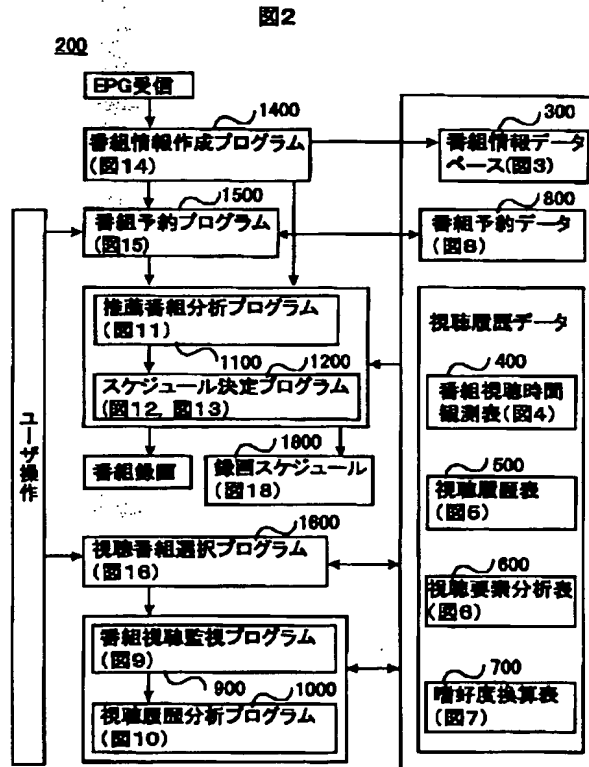 図2
200
EPG受信
1400
番組情報作成プログラム
(図14)
300
番組情報データ
ベース(図3)
1500
番組予約プログラム
(図15)
800
番組予約データ
(図8)
推薦番組分析プログラム
(図11)
1100
1200
スケジュール決定プログラム
(図12, 図13)
視聴履歴データ
400
番組視聴時間
観測表(図4)
ユーザ操作
番組録画
1800
録画スケジュール
(図18)
500
視聴履歴表
(図5)
1600
視聴番組選択プログラム
(図16)
600
視聴要素分析表
(図6)
番組視聴監視プログラム
(図9)
900
1000
視聴履歴分析プログラム
(図10)
700
嗜好度換算表
(図7)